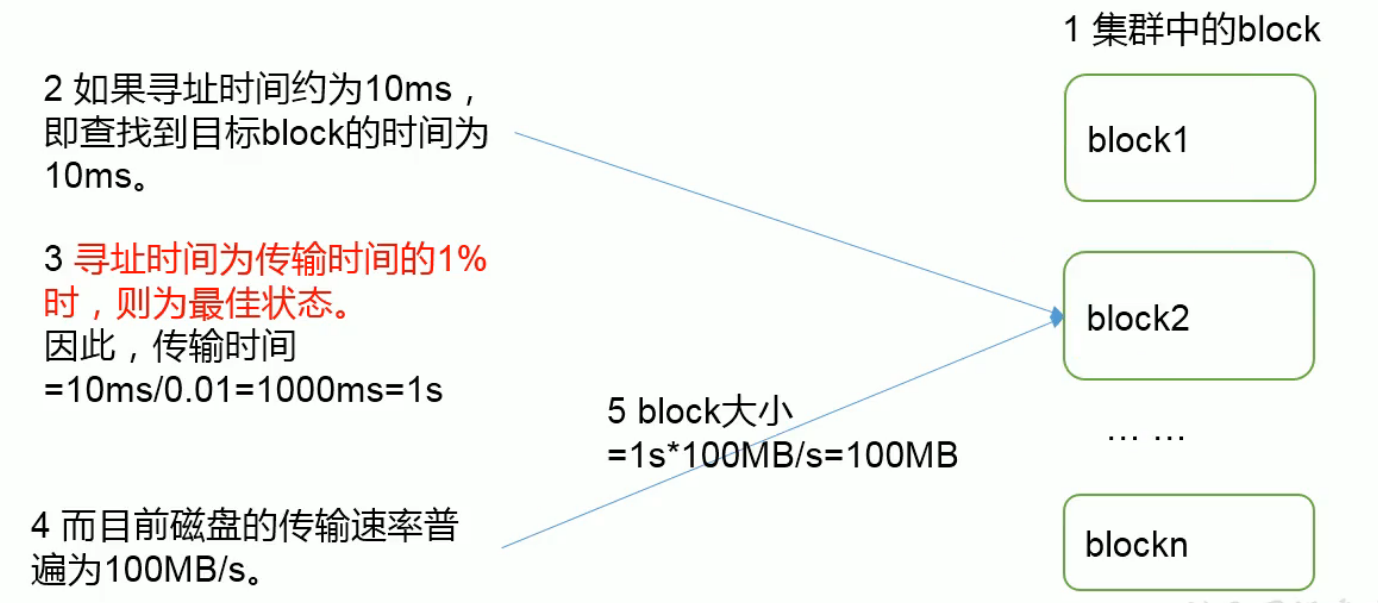 1 集群中的block
2 如果寻址时间约为10ms，
即查找到目标block的时间为
10ms。
block1
3 寻址时间为传输时间的1%
时，则为最佳状态。
因此，传输时间
=10ms/0.01=1000ms=1s
block2
5 block大小
=1s*100MB/s=100MB
... ...
4 而目前磁盘的传输速率普
遍为100MB/s。
blockn